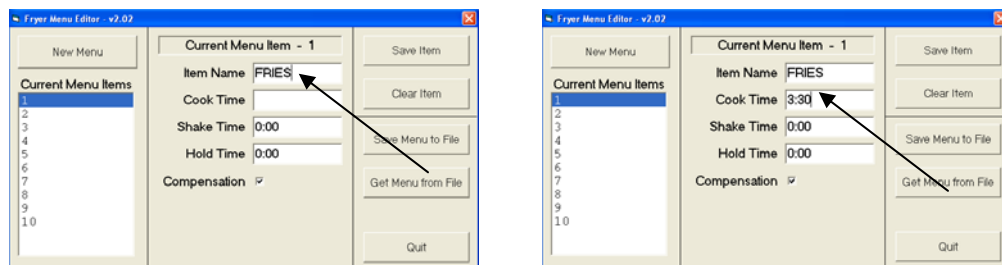 Fryer Menu Editor - v2.02
New Menu
Current Menu Items
1
2
3
4
5
6
7
8
9
10
Current Menu Item - 1
Item Name FRIES
Cook Time
Shake Time 0:00
Hold Time 0:00
Compensation
Save Item
Clear Item
Save Menu to File
Get Menu from File
Quit
Fryer Menu Editor - v2.02
New Menu
Current Menu Items
1
2
3
4
5
6
7
8
9
10
Current Menu Item - 1
Item Name FRIES
Cook Time 3:30
Shake Time 0:00
Hold Time 0:00
Compensation
Save Item
Clear Item
Save Menu to File
Get Menu from File
Quit